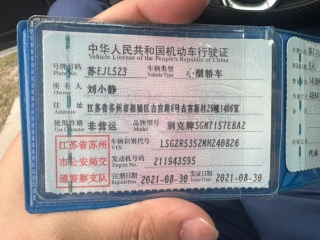 中华人民共和国机动车行驶证
Vehicle License of the People's Republic of China
号牌号码 苏EJL523 车辆类型 小型轿车
Plate No. Vehicle Type
所有人 刘小静
Owner
住址 江苏省苏州市相城区古宫路6号古宫新村20幢1406室
Address
使用性质 非营运 品牌型号 别克牌SGM7157EBA2
Use Character Model
江苏省苏州市公安局交通警察支队
车辆识别代号 LSGZR5352MH240826
VIN
发动机号码 211943595
Engine No.
注册日期 2021-08-30 发证日期 2021-08-30
Register Date Issue Date